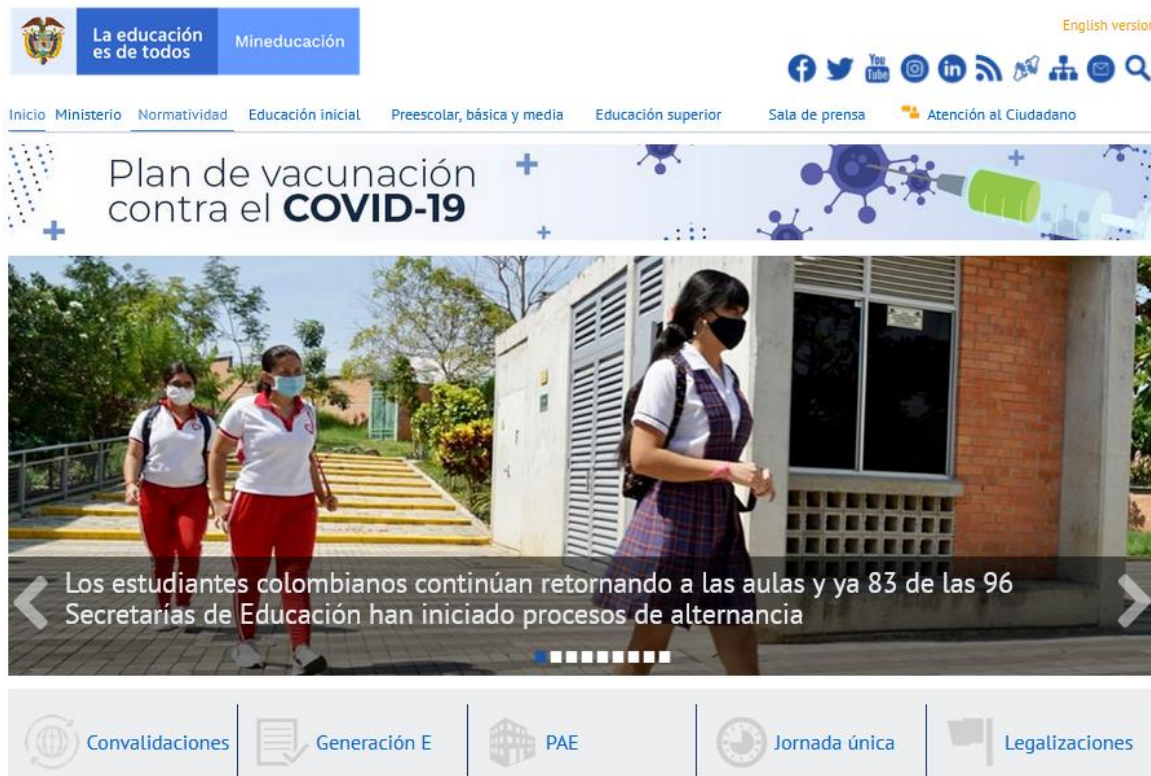 La educación
es de todos
Mineducación
English version
You
Tube
in
Inicio Ministerio Normatividad Educación inicial Preescolar, básica y media Educación superior Sala de prensa Atención al Ciudadano
Plan de vacunación
contra el COVID-19
Los estudiantes colombianos continúan retornando a las aulas y ya 83 de las 96
Secretarías de Educación han iniciado procesos de alternancia
Convalidaciones Generación E PAE Jornada única Legalizaciones